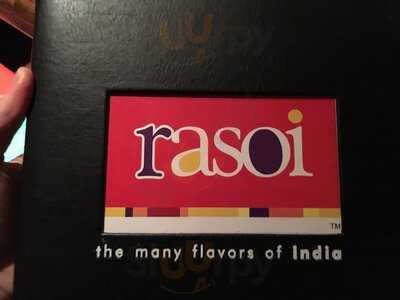 rasoi
TM
the many flavors of India